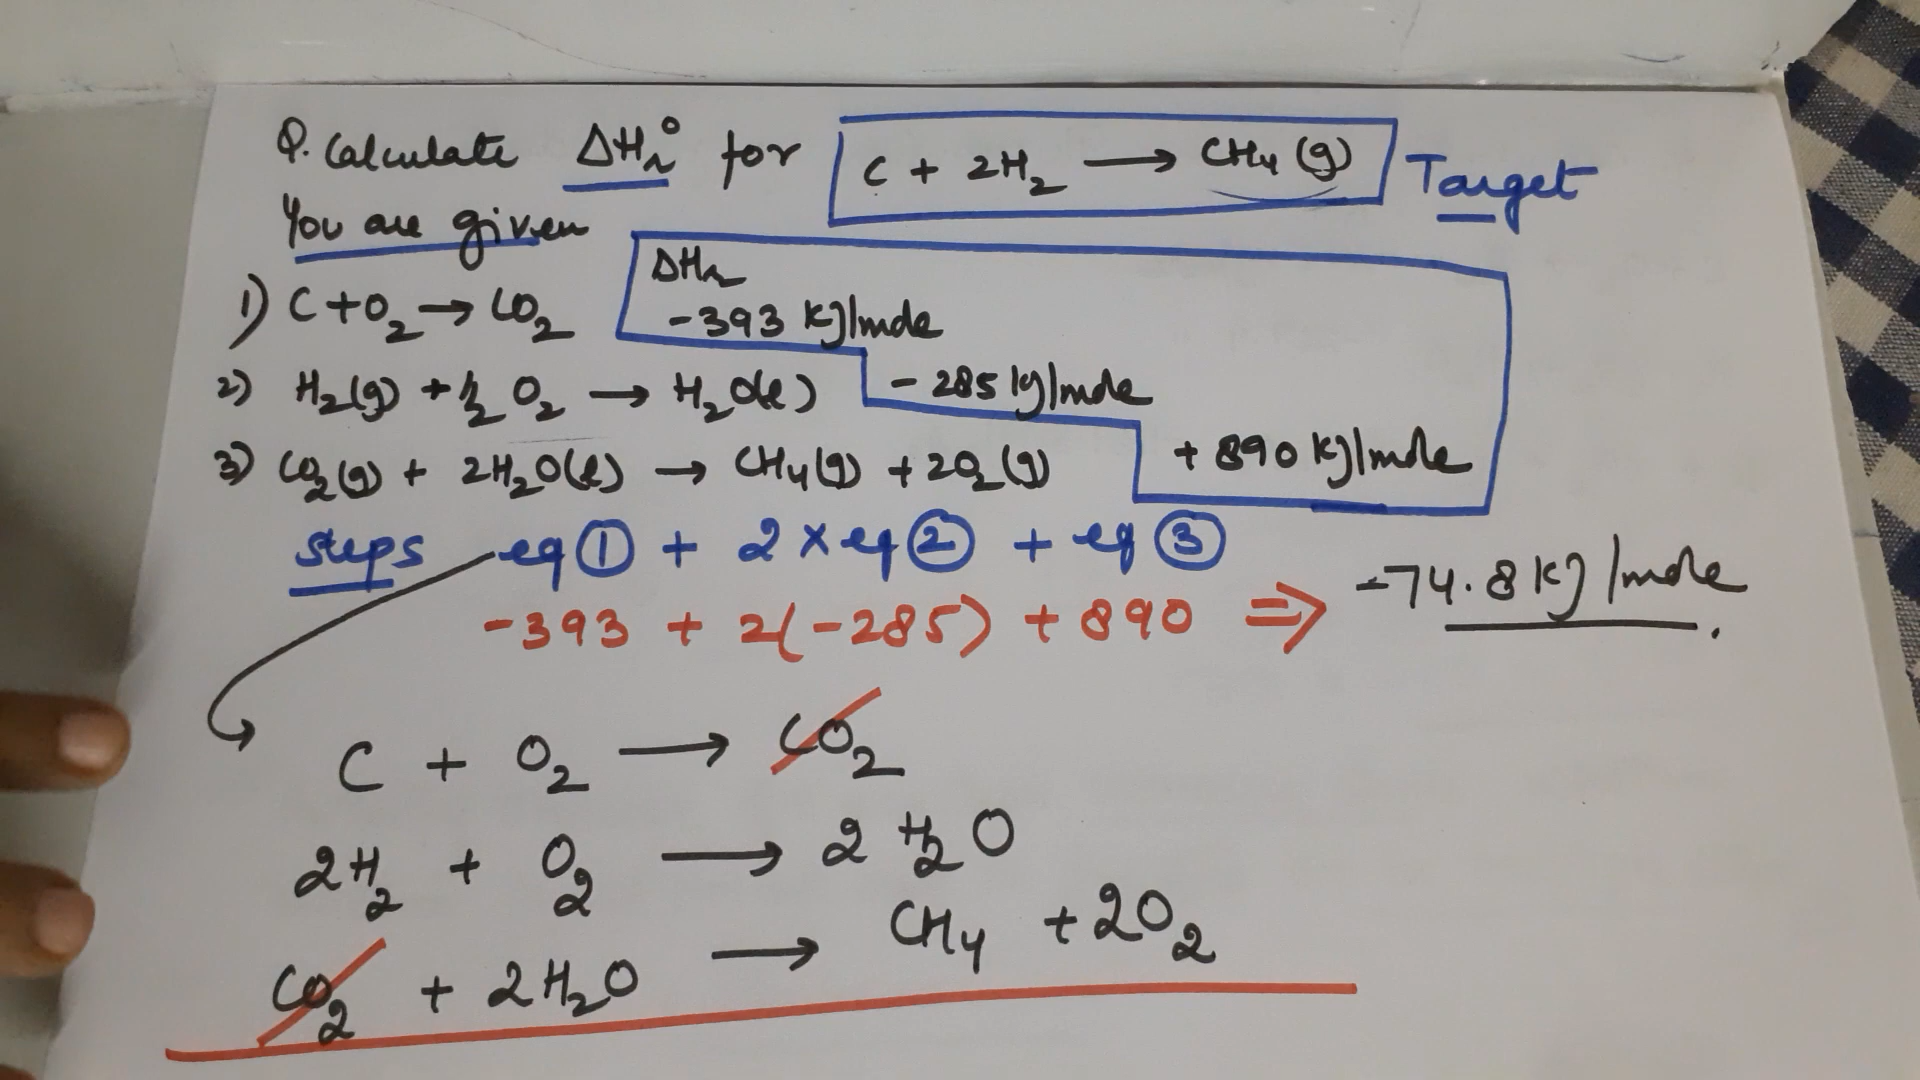 Q. Calculate ΔHr° for C + 2H₂ → CH₄ (g) Target
You are given
ΔHr
1) C + O₂ → CO₂ -393 KJ/mole
2) H₂(g) + ½ O₂ → H₂O(l) -285 KJ/mole
3) CO₂(g) + 2H₂O(l) → CH₄(g) + 2O₂(g) +890 KJ/mole
steps eq ① + 2 × eq ② + eq ③
-393 + 2(-285) + 890 ⇒ -74.8 KJ/mole.
C + O₂ → CO₂
2H₂ + O₂ → 2 H₂O
CO₂ + 2H₂O → CH₄ + 2O₂